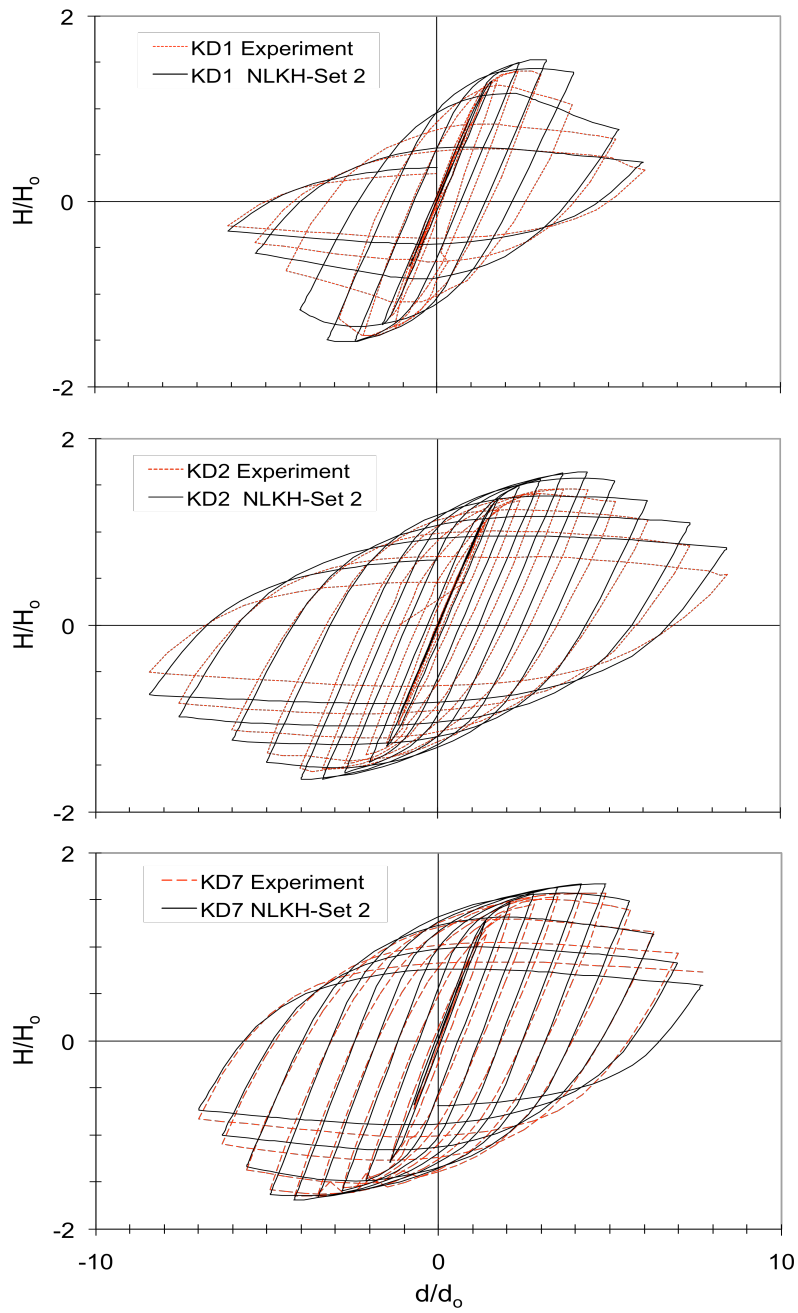 2
KD1 Experiment
KD1 NLKH-Set 2
H/Ho
0
-2
2
KD2 Experiment
KD2 NLKH-Set 2
H/Ho
0
-2
2
KD7 Experiment
KD7 NLKH-Set 2
H/Ho
0
-2
-10 0 10
d/do